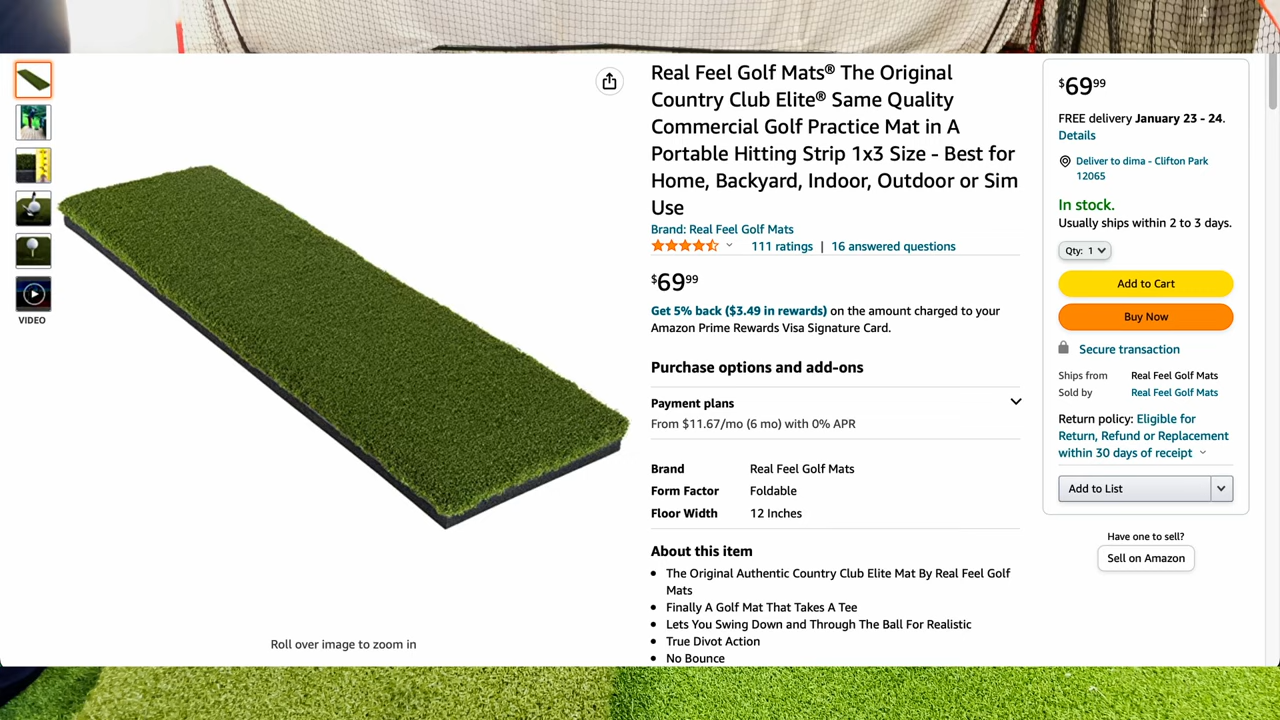 VIDEO
Roll over image to zoom in
Real Feel Golf Mats® The Original
Country Club Elite® Same Quality
Commercial Golf Practice Mat in A
Portable Hitting Strip 1x3 Size - Best for
Home, Backyard, Indoor, Outdoor or Sim
Use
Brand: Real Feel Golf Mats
111 ratings | 16 answered questions
$69⁹⁹
Get 5% back ($3.49 in rewards) on the amount charged to your
Amazon Prime Rewards Visa Signature Card.
Purchase options and add-ons
Payment plans
From $11.67/mo (6 mo) with 0% APR
Brand Real Feel Golf Mats
Form Factor Foldable
Floor Width 12 Inches
About this item
• The Original Authentic Country Club Elite Mat By Real Feel Golf
Mats
• Finally A Golf Mat That Takes A Tee
• Lets You Swing Down and Through The Ball For Realistic
• True Divot Action
• No Bounce
$69⁹⁹
FREE delivery January 23 - 24.
Details
Deliver to dima - Clifton Park
12065
In stock.
Usually ships within 2 to 3 days.
Qty: 1
Add to Cart
Buy Now
Secure transaction
Ships from Real Feel Golf Mats
Sold by Real Feel Golf Mats
Return policy: Eligible for
Return, Refund or Replacement
within 30 days of receipt
Add to List
Have one to sell?
Sell on Amazon